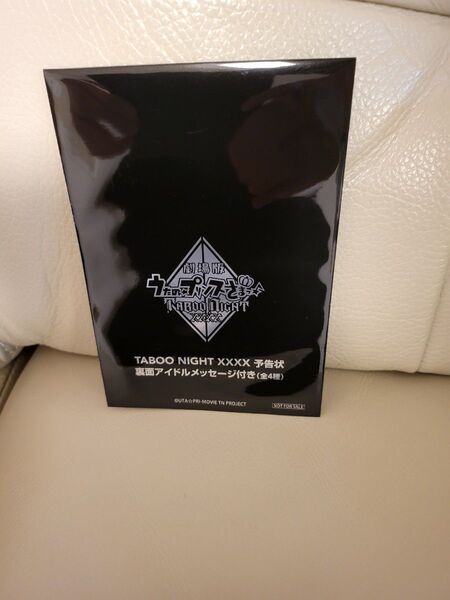 劇場版
うたの☆プリンスさまっ♪
TABOO NIGHT
XXXX
TABOO NIGHT XXXX 予告状
裏面アイドルメッセージ付き(全4種)
©UTA☆PRI-MOVIE TN PROJECT
NOT FOR SALE